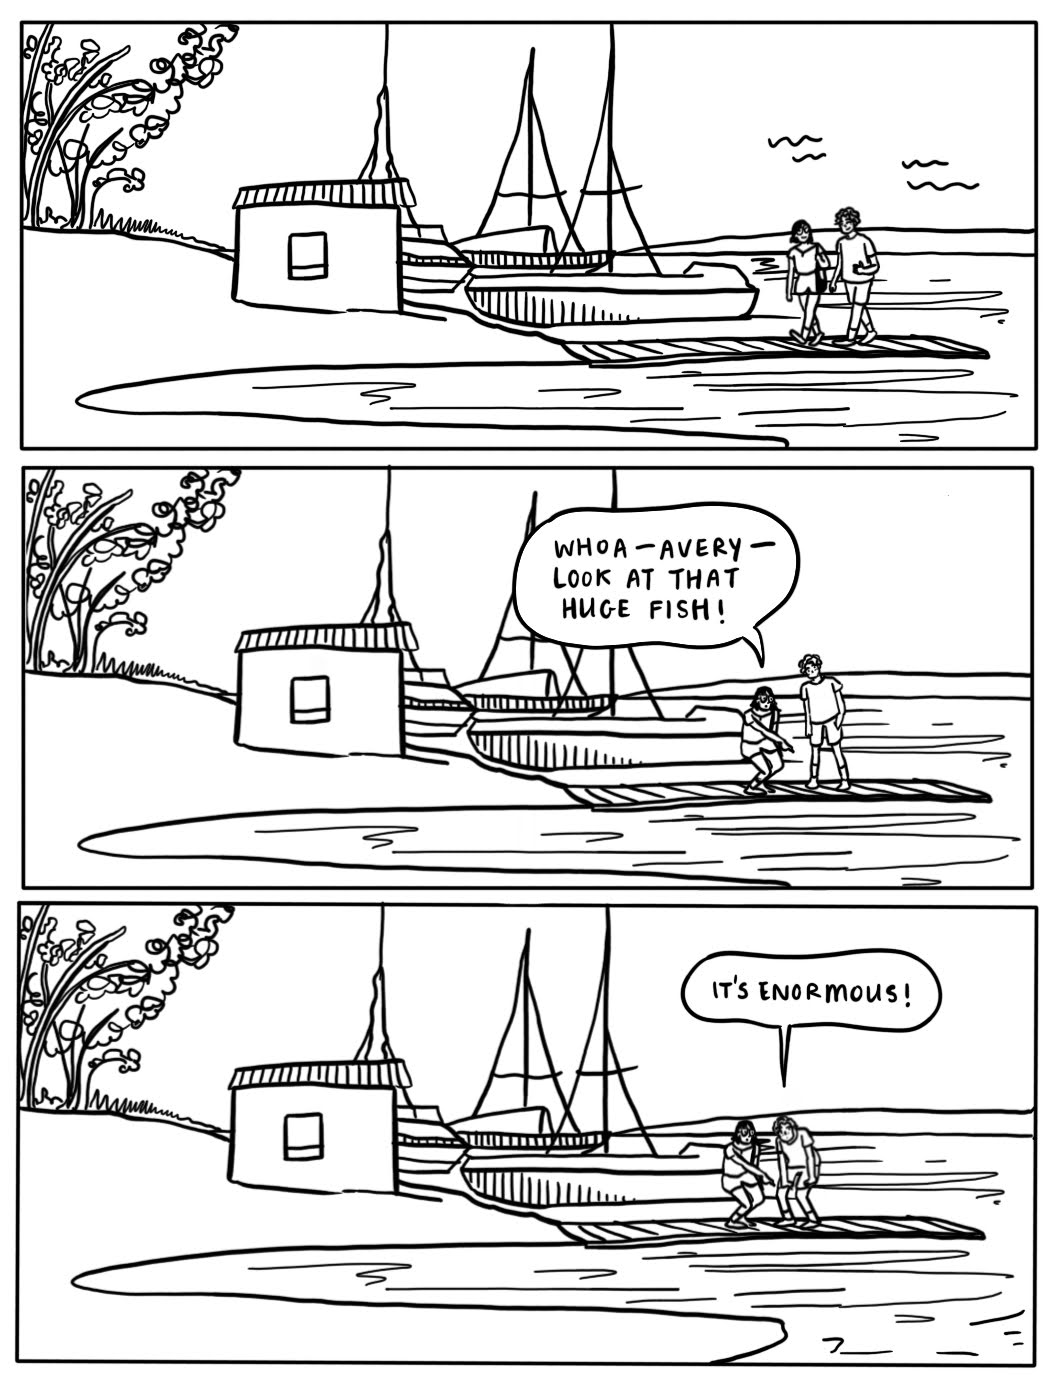 WHOA — AVERY —
LOOK AT THAT
HUGE FISH!
IT'S ENORMOUS!